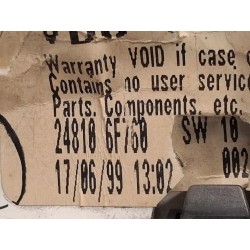 VDO
Warranty VOID if case o
Contains no user service
Parts, Components, etc.
24810 6F760 SW 10
17/06/99 13:02 002